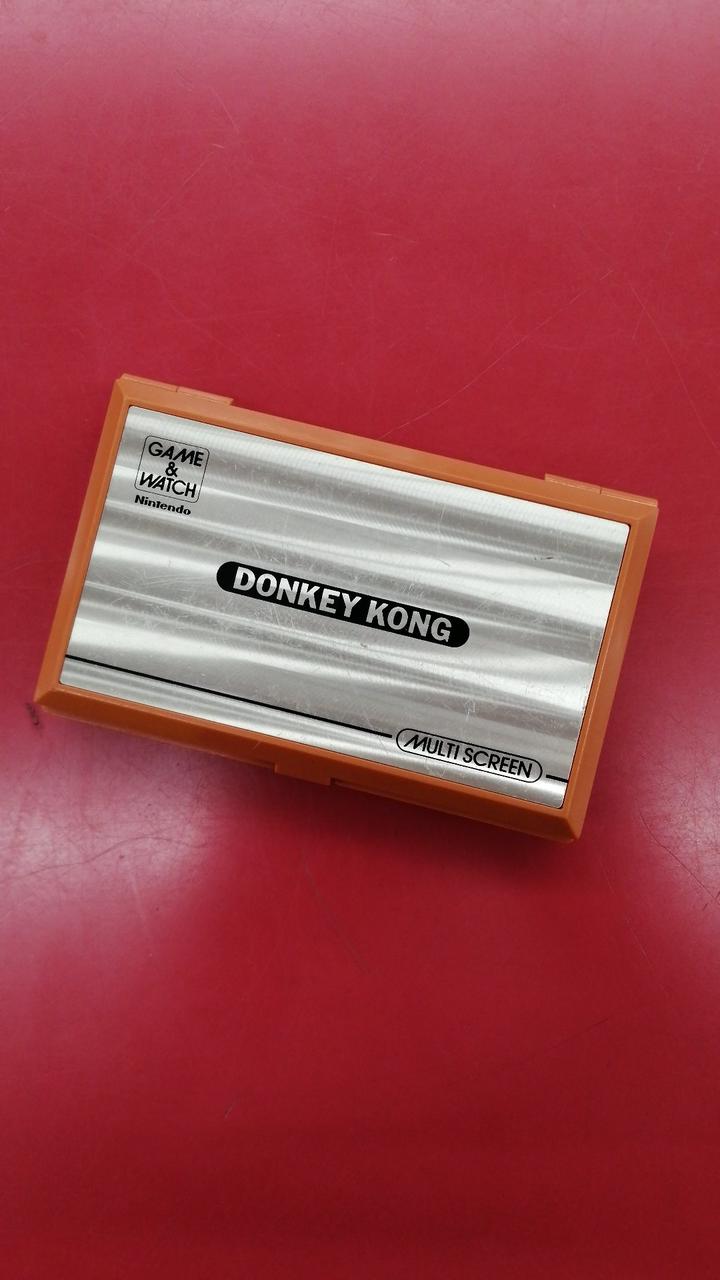 GAME
&
WATCH
Nintendo
DONKEY KONG
MULTI SCREEN